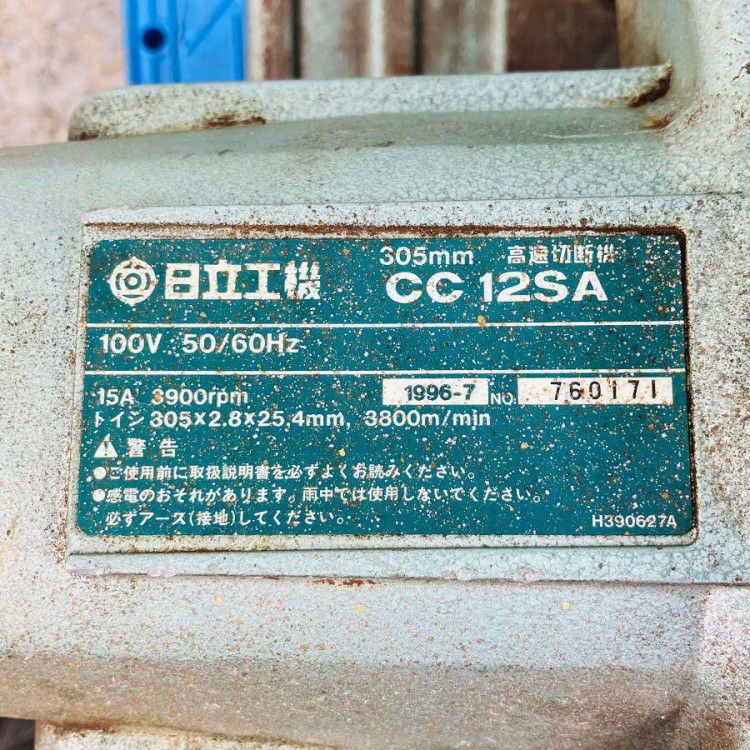 305mm 高速切断機
日立工機 CC 12SA
100V 50/60Hz
15A 3900rpm 1996-7 NO. 760171
トイシ 305×2.8×25.4mm, 3800m/min
警告
●ご使用前に取扱説明書を必ずよくお読みください。
●感電のおそれがあります。雨中では使用しないでください。
必ずアース(接地)してください。
H390627A